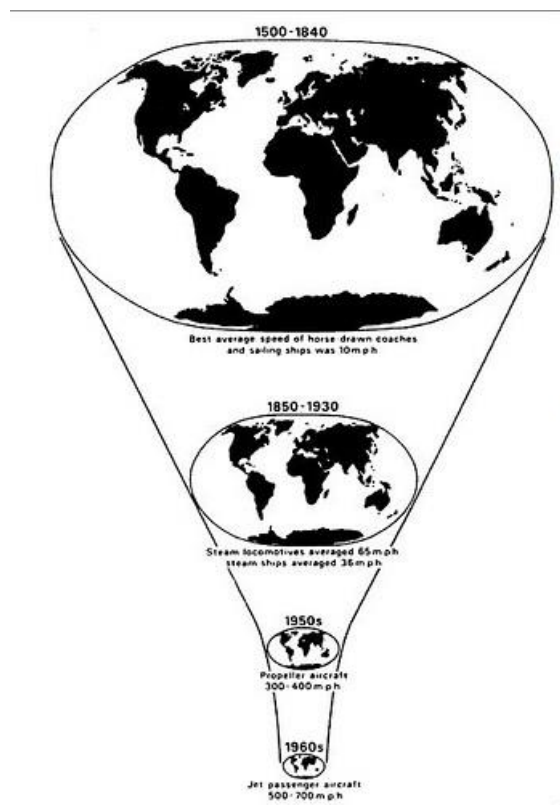 1500-1840
Best average speed of horse drawn coaches
and sailing ships was 10 m p h
1850-1930
Steam locomotives averaged 65 m p h
steam ships averaged 36 m p h
1950s
Propeller aircraft
300-400 m p h
1960s
Jet passenger aircraft
500-700 m p h